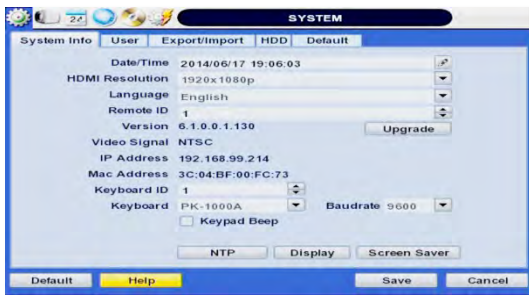 SYSTEM
System Info User Export/Import HDD Default
Date/Time 2014/06/17 19:06:03
HDMI Resolution 1920x1080p
Language English
Remote ID 1
Version 6.1.0.0.1.130 Upgrade
Video Signal NTSC
IP Address 192.168.99.214
Mac Address 3C:04:BF:00:FC:73
Keyboard ID 1
Keyboard PK-1000A Baudrate 9600
Keypad Beep
NTP Display Screen Saver
Default Help Save Cancel